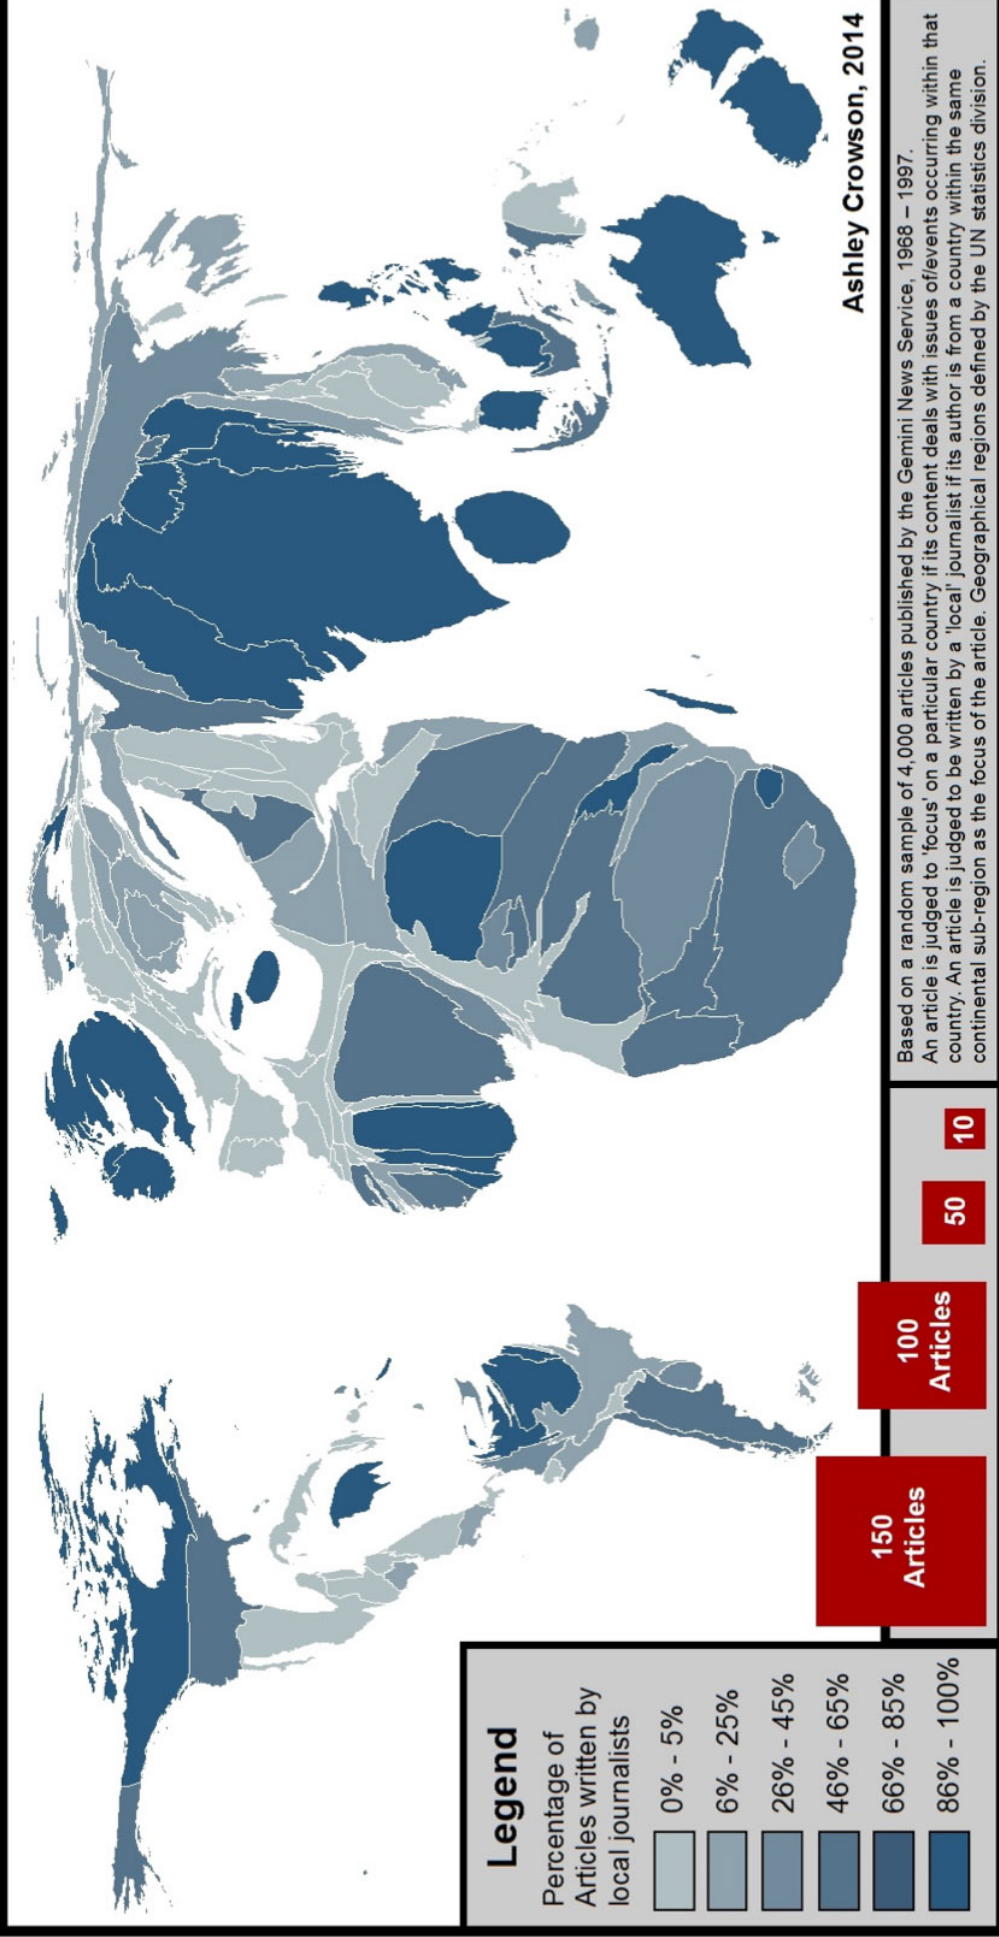 Legend
Percentage of
Articles written by
local journalists
0% - 5%
6% - 25%
26% - 45%
46% - 65%
66% - 85%
86% - 100%
150
Articles
100
Articles
50
10
Ashley Crowson, 2014
Based on a random sample of 4,000 articles published by the Gemini News Service, 1968 – 1997.
An article is judged to 'focus' on a particular country if its content deals with issues of/events occurring within that
country. An article is judged to be written by a 'local' journalist if its author is from a country within the same
continental sub-region as the focus of the article. Geographical regions defined by the UN statistics division.